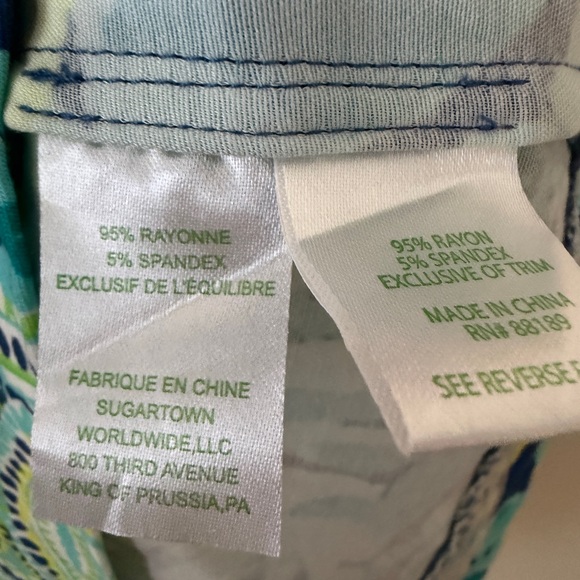 95% RAYONNE
5% SPANDEX
EXCLUSIF DE L'ÉQUILIBRE
FABRIQUE EN CHINE
SUGARTOWN
WORLDWIDE,LLC
800 THIRD AVENUE
KING OF PRUSSIA,PA
95% RAYON
5% SPANDEX
EXCLUSIVE OF TRIM
MADE IN CHINA
RN# 88189
SEE REVERSE